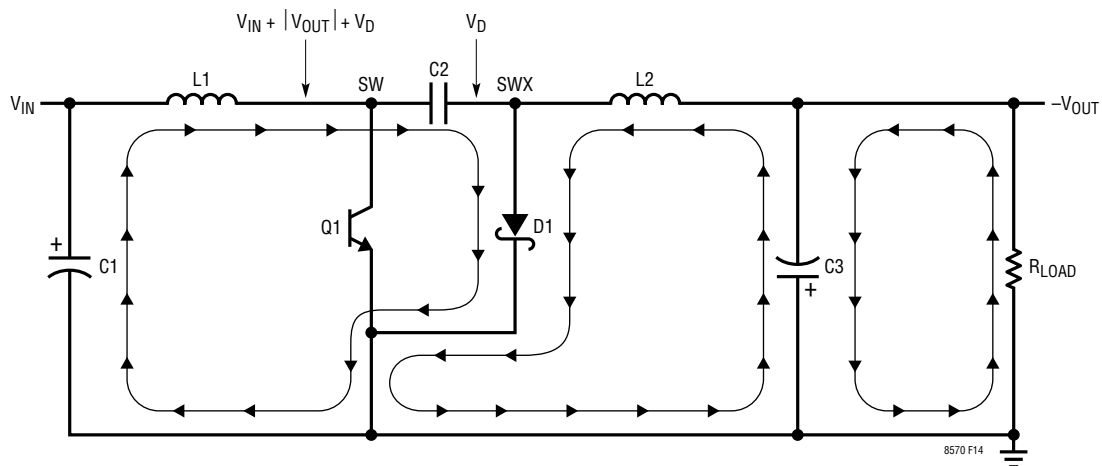 V_IN + |V_OUT| + V_D
V_D
L1
SW
C2
SWX
L2
V_IN
–V_OUT
Q1
D1
+
C1
C3
+
R_LOAD
8570 F14